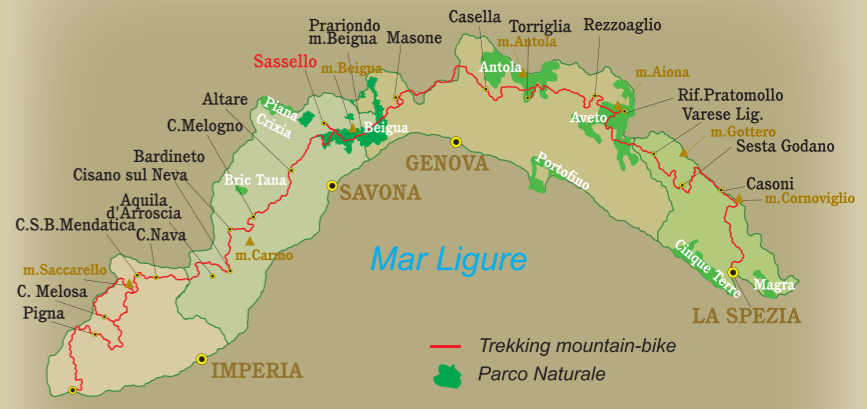 Casella
Torriglia
Rezzoaglio
Prariondo
m.Beigua
Masone
m.Antola
Sassello
m.Beigua
Antola
m.Aiona
Altare
Piana
Crixia
Rif.Pratomollo
C.Melogno
Beigua
Aveto
Varese Lig.
m.Gottero
Bardineto
GENOVA
Sesta Godano
Cisano sul Neva
Bric Tana
Portofino
Casoni
Aquila
d'Arroscia
SAVONA
m.Cornoviglio
C.S.B.Mendatica
C.Nava
m.Carmo
Mar Ligure
Cinque Terre
m.Saccarello
Magra
C. Melosa
Pigna
LA SPEZIA
Trekking mountain-bike
IMPERIA
Parco Naturale